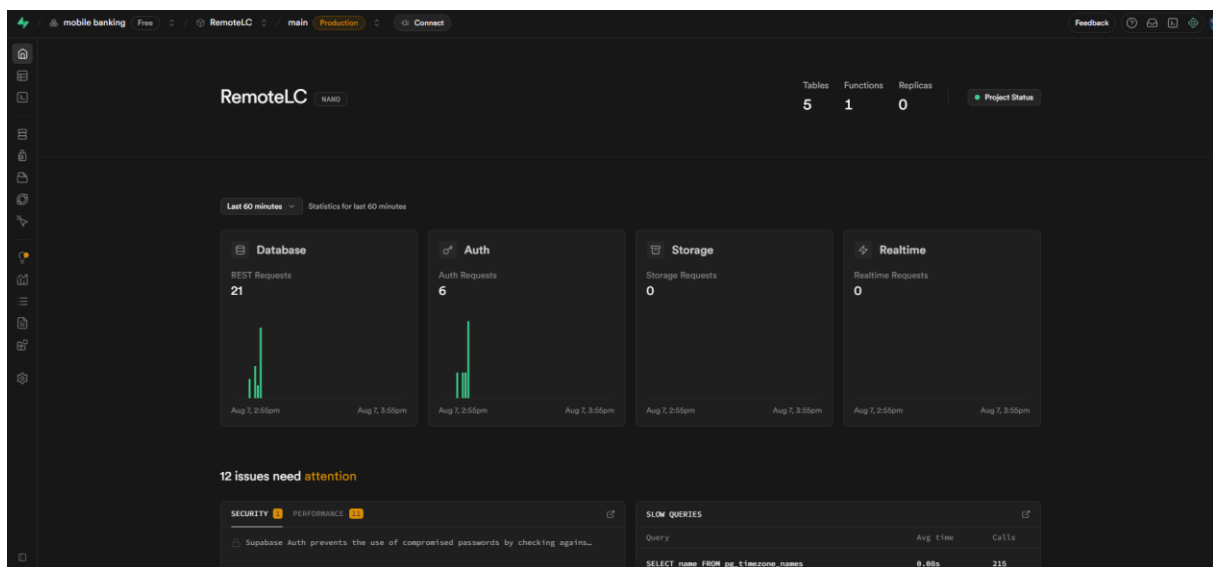 mobile banking Free / RemoteLC / main Production Connect Feedback
RemoteLC NANO
Tables Functions Replicas
5 1 0
Project Status
Last 60 minutes Statistics for last 60 minutes
Database
REST Requests
21
Aug 7, 2:55pm Aug 7, 3:55pm
Auth
Auth Requests
6
Aug 7, 2:55pm Aug 7, 3:55pm
Storage
Storage Requests
0
Aug 7, 2:55pm Aug 7, 3:55pm
Realtime
Realtime Requests
0
Aug 7, 2:55pm Aug 7, 3:55pm
12 issues need attention
SECURITY 1 PERFORMANCE 11
Supabase Auth prevents the use of compromised passwords by checking agains…
SLOW QUERIES
Query Avg time Calls
SELECT name FROM pg_timezone_names 0.08s 215